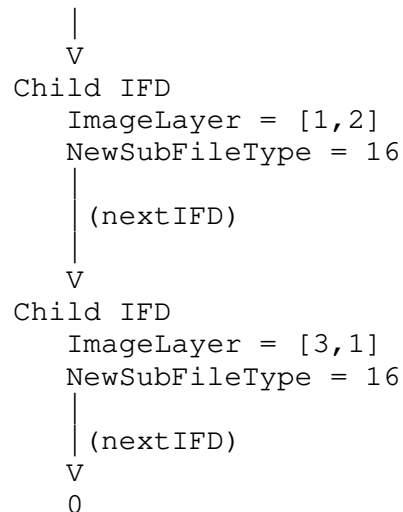 |
V
Child IFD
ImageLayer = [1,2]
NewSubFileType = 16
|
|(nextIFD)
|
V
Child IFD
ImageLayer = [3,1]
NewSubFileType = 16
|
|(nextIFD)
V
0